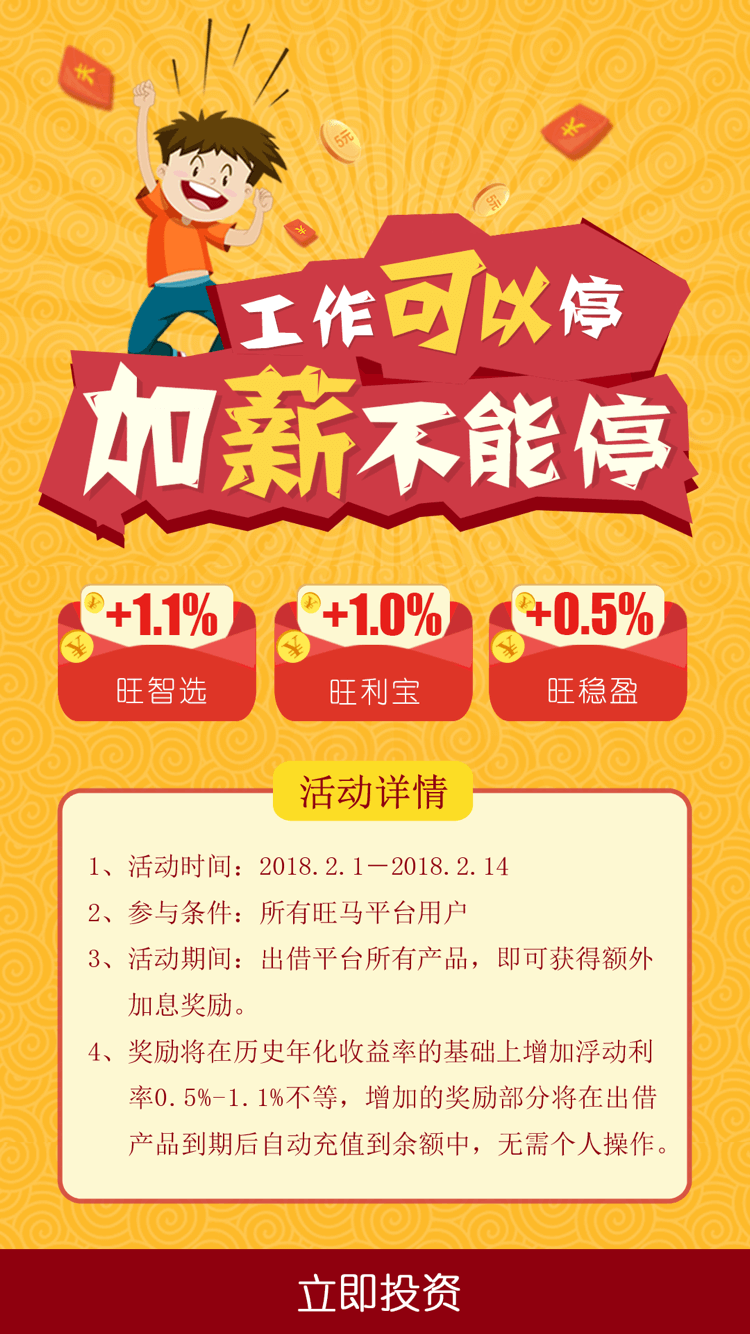 5元
5元
工作可以停
加薪不能停
+1.1%
+1.0%
+0.5%
旺智选
旺利宝
旺稳盈
活动详情
1、活动时间：2018.2.1－2018.2.14
2、参与条件：所有旺马平台用户
3、活动期间：出借平台所有产品，即可获得额外
加息奖励。
4、奖励将在历史年化收益率的基础上增加浮动利
率0.5%-1.1%不等，增加的奖励部分将在出借
产品到期后自动充值到余额中，无需个人操作。
立即投资